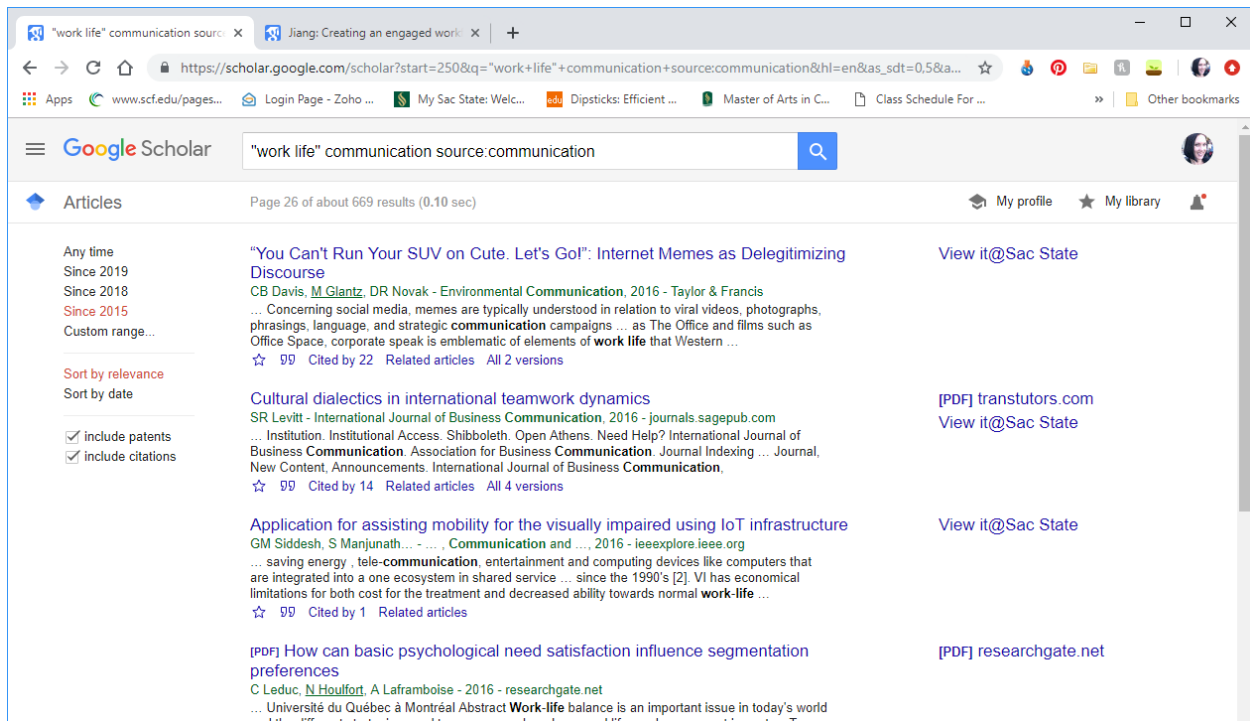 "work life" communication source
Jiang: Creating an engaged work
https://scholar.google.com/scholar?start=250&q="work+life"+communication+source:communication&hl=en&as_sdt=0,5&a...
Apps www.scf.edu/pages... Login Page - Zoho ... My Sac State: Welc... edu Dipsticks: Efficient ... Master of Arts in C... Class Schedule For ... » Other bookmarks
Google Scholar
"work life" communication source:communication
Articles
Page 26 of about 669 results (0.10 sec)
My profile
My library
Any time
Since 2019
Since 2018
Since 2015
Custom range...
Sort by relevance
Sort by date
include patents
include citations
“You Can't Run Your SUV on Cute. Let's Go!”: Internet Memes as Delegitimizing
Discourse
CB Davis, M Glantz, DR Novak - Environmental Communication, 2016 - Taylor & Francis
... Concerning social media, memes are typically understood in relation to viral videos, photographs,
phrasings, language, and strategic communication campaigns ... as The Office and films such as
Office Space, corporate speak is emblematic of elements of work life that Western ...
Cited by 22 Related articles All 2 versions
View it@Sac State
Cultural dialectics in international teamwork dynamics
SR Levitt - International Journal of Business Communication, 2016 - journals.sagepub.com
... Institution. Institutional Access. Shibboleth. Open Athens. Need Help? International Journal of
Business Communication. Association for Business Communication. Journal Indexing ... Journal,
New Content, Announcements. International Journal of Business Communication,
Cited by 14 Related articles All 4 versions
[PDF] transtutors.com
View it@Sac State
Application for assisting mobility for the visually impaired using IoT infrastructure
GM Siddesh, S Manjunath... - ... , Communication and ..., 2016 - ieeexplore.ieee.org
... saving energy , tele-communication, entertainment and computing devices like computers that
are integrated into a one ecosystem in shared service ... since the 1990's [2]. VI has economical
limitations for both cost for the treatment and decreased ability towards normal work-life ...
Cited by 1 Related articles
View it@Sac State
[PDF] How can basic psychological need satisfaction influence segmentation
preferences
C Leduc, N Houlfort, A Laframboise - 2016 - researchgate.net
... Université du Québec à Montréal Abstract Work-life balance is an important issue in today's world
[PDF] researchgate.net